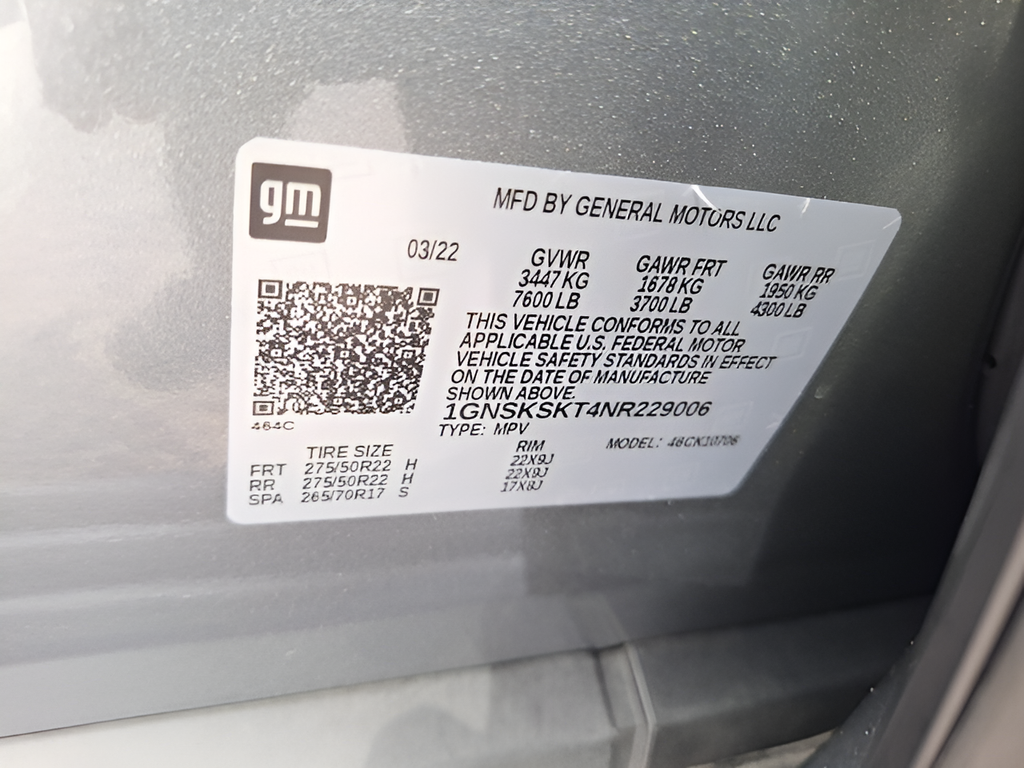 gm
MFD BY GENERAL MOTORS LLC
03/22
GVWR GAWR FRT GAWR RR
3447 KG 1678 KG 1950 KG
7600 LB 3700 LB 4300 LB
THIS VEHICLE CONFORMS TO ALL
APPLICABLE U.S. FEDERAL MOTOR
VEHICLE SAFETY STANDARDS IN EFFECT
ON THE DATE OF MANUFACTURE
SHOWN ABOVE.
1GNSKSKT4NR229006
464C
TYPE: MPV MODEL:
TIRE SIZE RIM
FRT 275/50R22 H 22X9J
RR 275/50R22 H 22X9J
SPA 265/70R17 S 17X8J